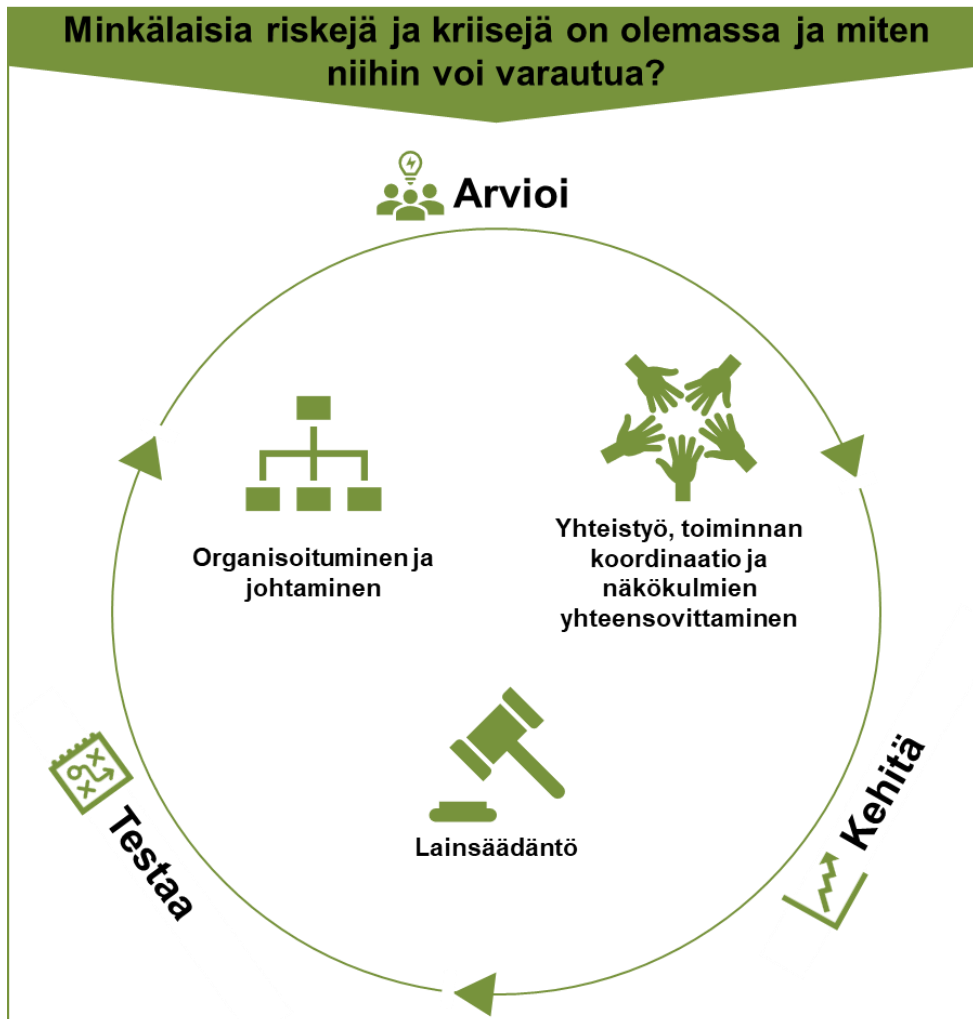 Minkälaisia riskejä ja kriisejä on olemassa ja miten
niihin voi varautua?
Arvioi
Organisoituminen ja
johtaminen
Yhteistyö, toiminnan
koordinaatio ja
näkökulmien
yhteensovittaminen
Lainsäädäntö
Testaa
Kehitä